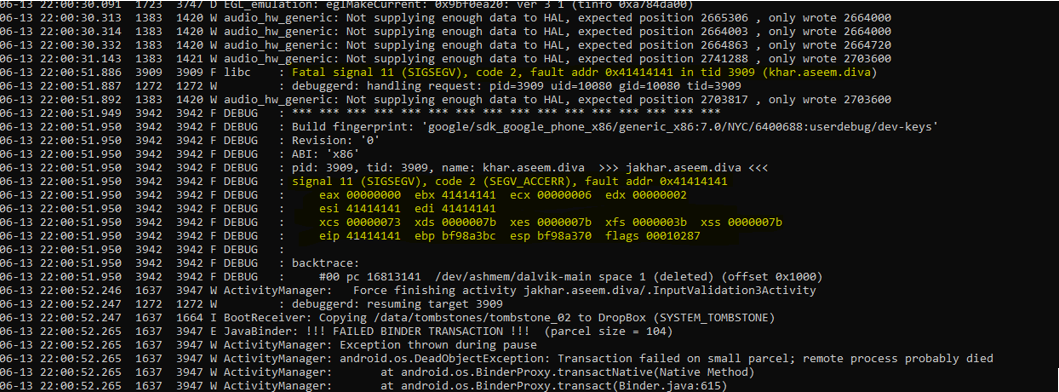 06-13 22:00:30.091 1723 3747 D EGL_emulation: eglMakeCurrent: 0x9bf0ea20: ver 3 1 (tinfo 0xa784da00)
06-13 22:00:30.313 1383 1420 W audio_hw_generic: Not supplying enough data to HAL, expected position 2665306 , only wrote 2664000
06-13 22:00:30.314 1383 1420 W audio_hw_generic: Not supplying enough data to HAL, expected position 2664003 , only wrote 2664000
06-13 22:00:30.332 1383 1420 W audio_hw_generic: Not supplying enough data to HAL, expected position 2664863 , only wrote 2664720
06-13 22:00:31.143 1383 1421 W audio_hw_generic: Not supplying enough data to HAL, expected position 2741288 , only wrote 2703600
06-13 22:00:51.886 3909 3909 F libc : Fatal signal 11 (SIGSEGV), code 2, fault addr 0x41414141 in tid 3909 (khar.aseem.diva)
06-13 22:00:51.887 1272 1272 W : debuggerd: handling request: pid=3909 uid=10080 gid=10080 tid=3909
06-13 22:00:51.892 1383 1420 W audio_hw_generic: Not supplying enough data to HAL, expected position 2703817 , only wrote 2703600
06-13 22:00:51.949 3942 3942 F DEBUG : *** *** *** *** *** *** *** *** *** *** *** *** *** *** *** ***
06-13 22:00:51.950 3942 3942 F DEBUG : Build fingerprint: 'google/sdk_google_phone_x86/generic_x86:7.0/NYC/6400688:userdebug/dev-keys'
06-13 22:00:51.950 3942 3942 F DEBUG : Revision: '0'
06-13 22:00:51.950 3942 3942 F DEBUG : ABI: 'x86'
06-13 22:00:51.950 3942 3942 F DEBUG : pid: 3909, tid: 3909, name: khar.aseem.diva >>> jakhar.aseem.diva <<<
06-13 22:00:51.950 3942 3942 F DEBUG : signal 11 (SIGSEGV), code 2 (SEGV_ACCERR), fault addr 0x41414141
06-13 22:00:51.950 3942 3942 F DEBUG : eax 00000000 ebx 41414141 ecx 00000006 edx 00000002
06-13 22:00:51.950 3942 3942 F DEBUG : esi 41414141 edi 41414141
06-13 22:00:51.950 3942 3942 F DEBUG : xcs 00000073 xds 0000007b xes 0000007b xfs 0000003b xss 0000007b
06-13 22:00:51.950 3942 3942 F DEBUG : eip 41414141 ebp bf98a3bc esp bf98a370 flags 00010287
06-13 22:00:51.950 3942 3942 F DEBUG :
06-13 22:00:51.950 3942 3942 F DEBUG : backtrace:
06-13 22:00:51.950 3942 3942 F DEBUG : #00 pc 16813141 /dev/ashmem/dalvik-main space 1 (deleted) (offset 0x1000)
06-13 22:00:52.246 1637 3947 W ActivityManager: Force finishing activity jakhar.aseem.diva/.InputValidation3Activity
06-13 22:00:52.247 1272 1272 W : debuggerd: resuming target 3909
06-13 22:00:52.247 1637 1664 I BootReceiver: Copying /data/tombstones/tombstone_02 to DropBox (SYSTEM_TOMBSTONE)
06-13 22:00:52.265 1637 3947 E JavaBinder: !!! FAILED BINDER TRANSACTION !!! (parcel size = 104)
06-13 22:00:52.265 1637 3947 W ActivityManager: Exception thrown during pause
06-13 22:00:52.265 1637 3947 W ActivityManager: android.os.DeadObjectException: Transaction failed on small parcel; remote process probably died
06-13 22:00:52.265 1637 3947 W ActivityManager: at android.os.BinderProxy.transactNative(Native Method)
06-13 22:00:52.265 1637 3947 W ActivityManager: at android.os.BinderProxy.transact(Binder.java:615)